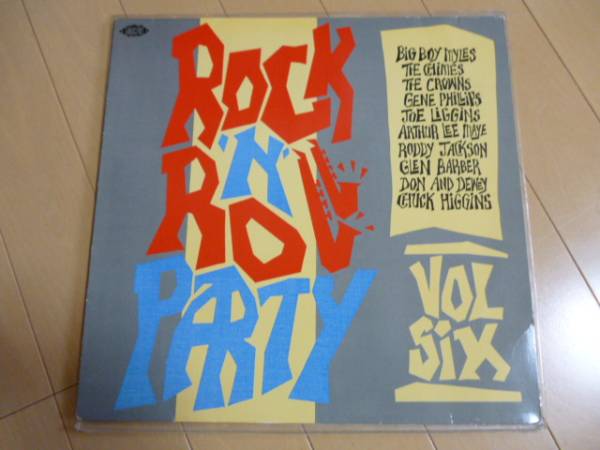 ACE
ROCK
'N'
ROLL
PARTY
BIG BOY MYLES
THE CHIMES
THE CROWNS
GENE PHILLIPS
JOE LIGGINS
ARTHUR LEE MAYE
RODDY JACKSON
GLEN BARBER
DON AND DEWEY
CHUCK HIGGINS
VOL
SIX